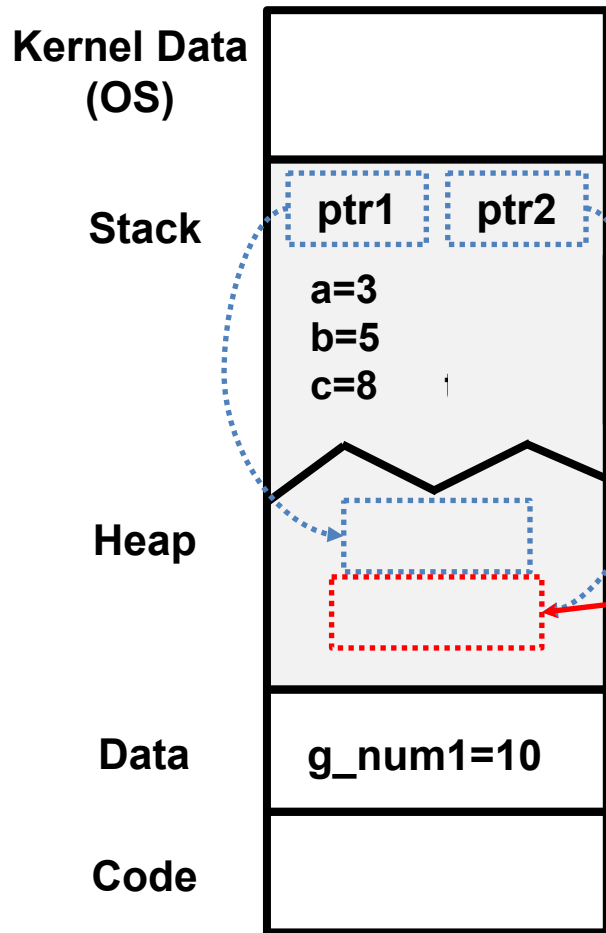 Kernel Data
(OS)
Stack
ptr1 ptr2
a=3
b=5
c=8
Heap
Data
g_num1=10
Code